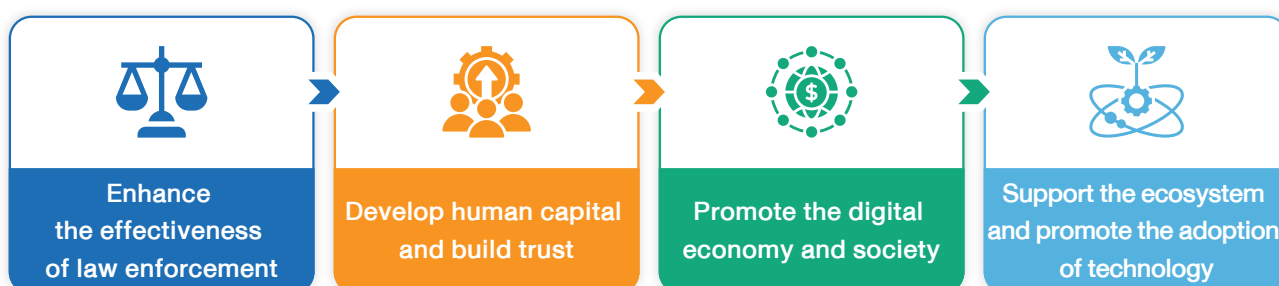 Enhance
the effectiveness
of law enforcement
Develop human capital
and build trust
$
Promote the digital
economy and society
Support the ecosystem
and promote the adoption
of technology